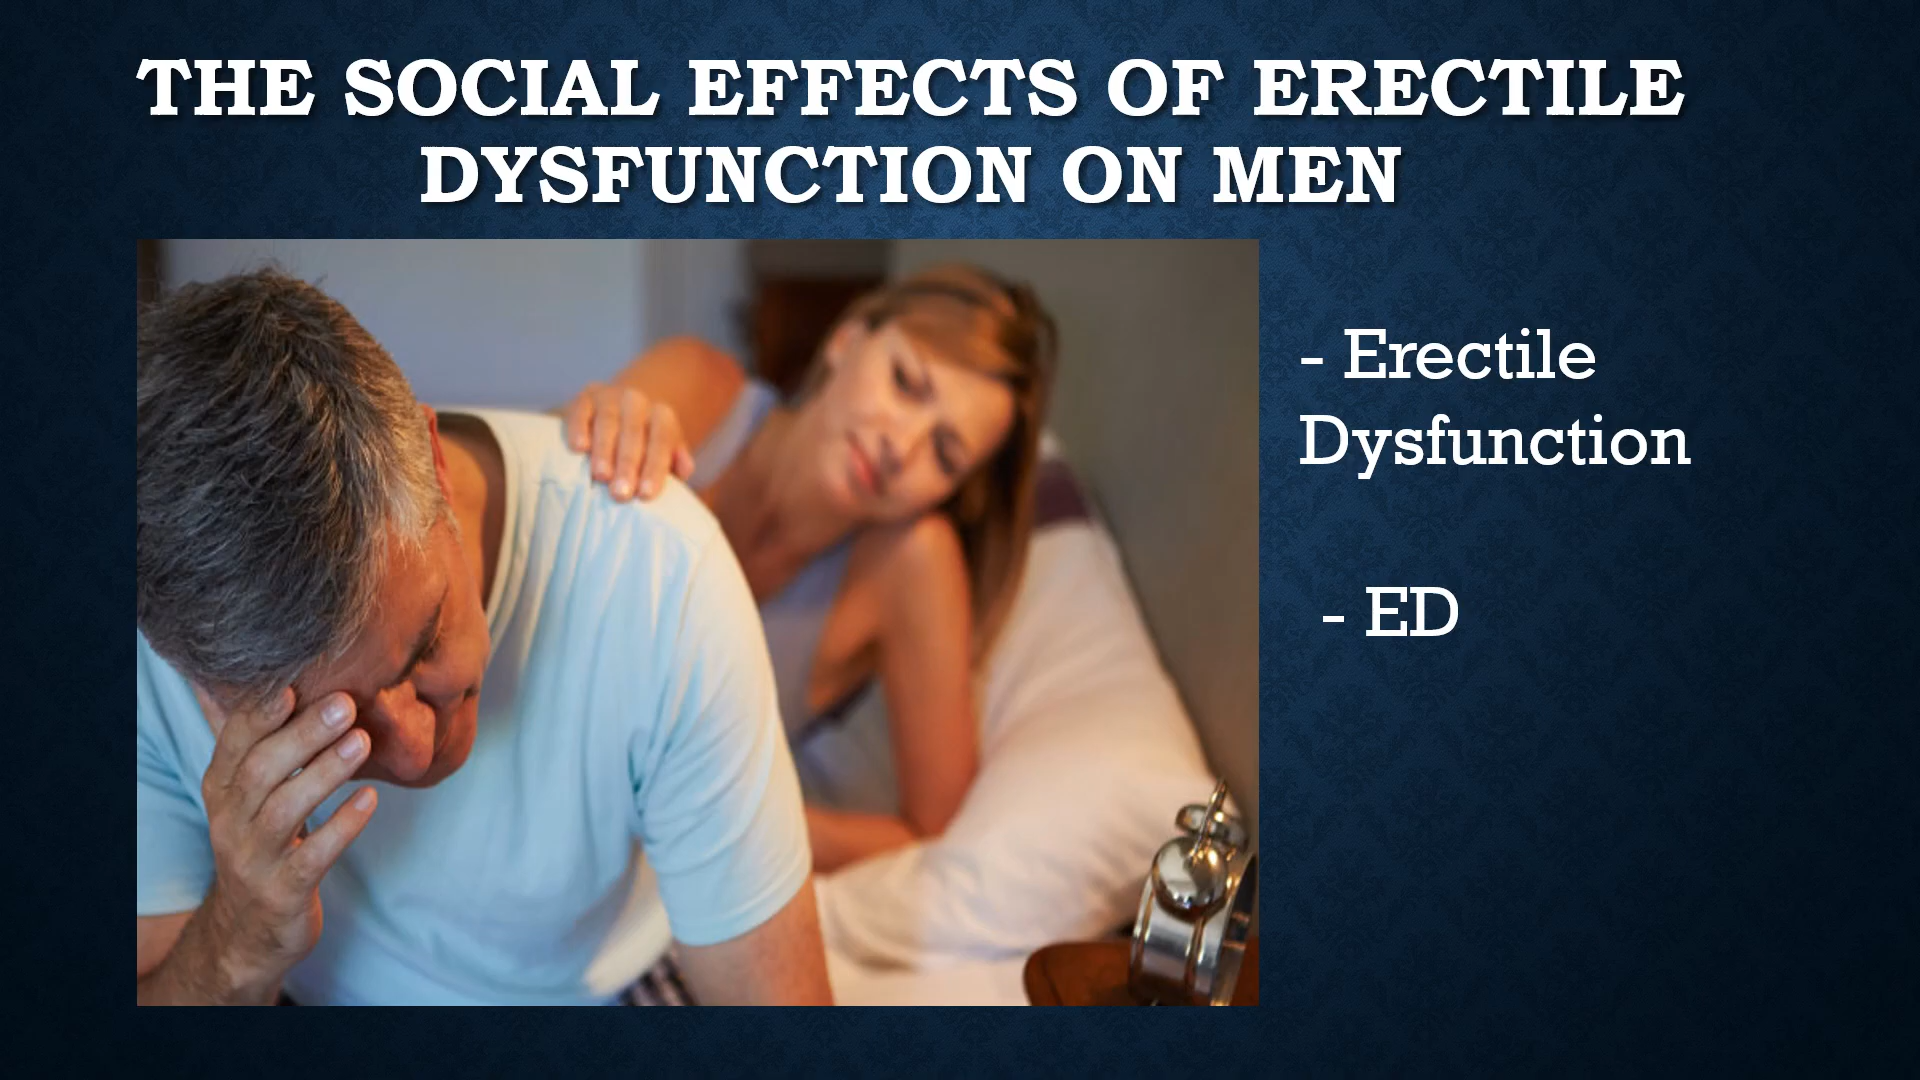 THE SOCIAL EFFECTS OF ERECTILE
DYSFUNCTION ON MEN
- Erectile
Dysfunction
- ED